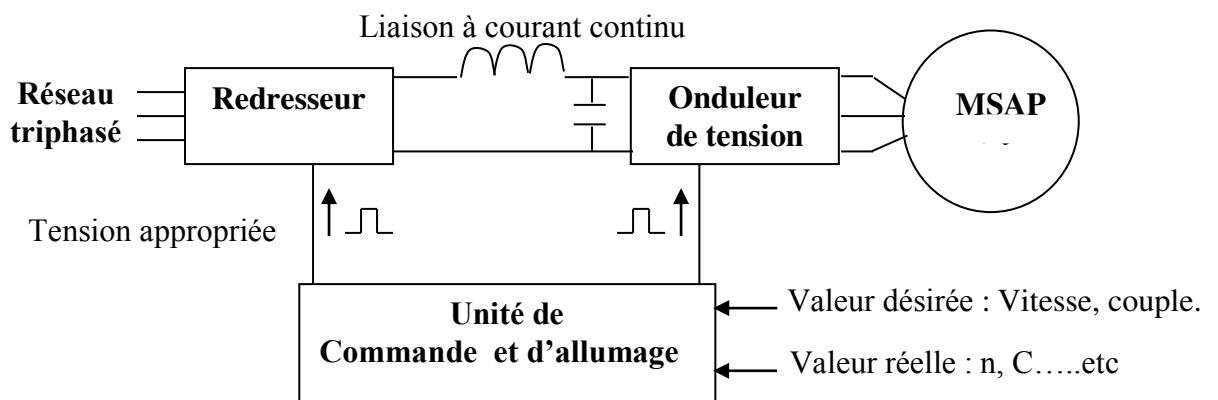 Liaison à courant continu
Réseau
triphasé
Redresseur
Onduleur
de tension
MSAP
Tension appropriée
Unité de
Commande et d’allumage
Valeur désirée : Vitesse, couple.
Valeur réelle : n, C…..etc